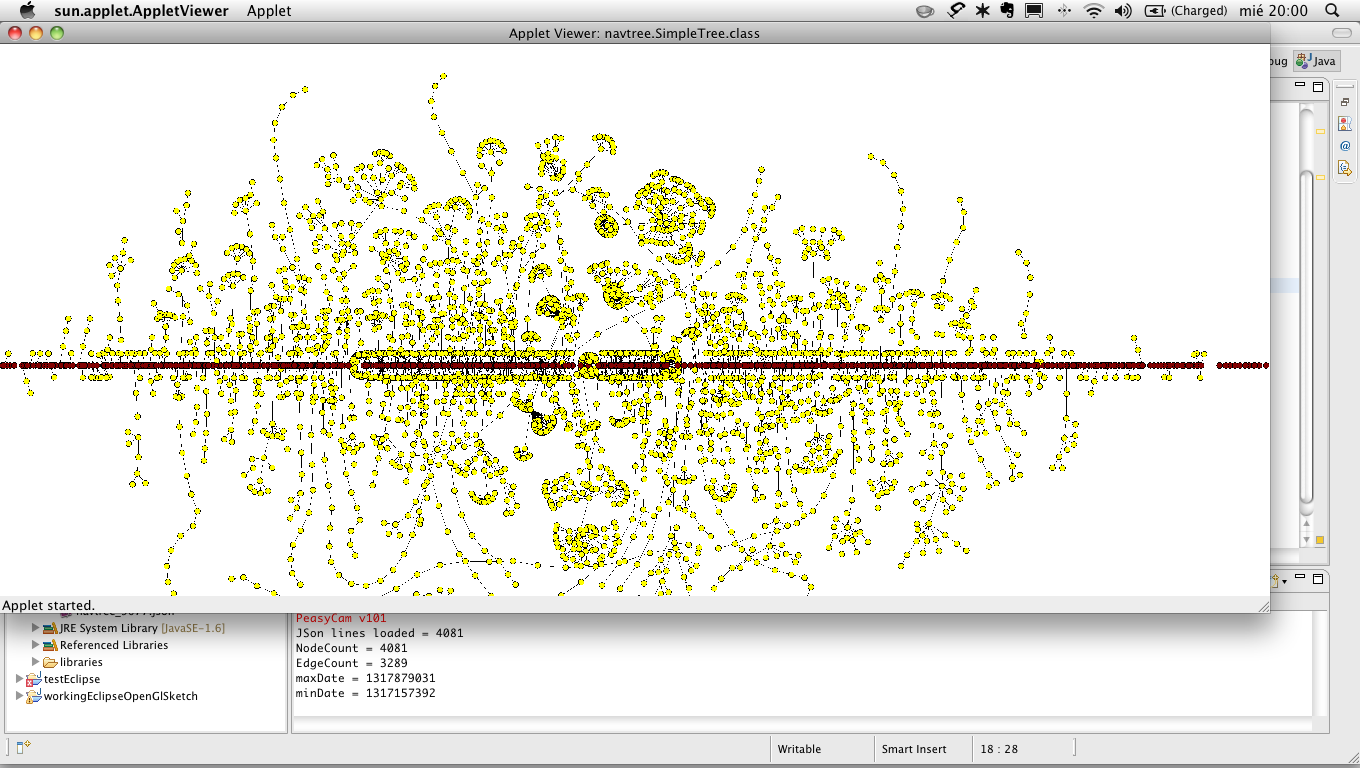 sun.applet.AppletViewer Applet (Charged) mié 20:00
Applet Viewer: navtree.SimpleTree.class
bug Java
Applet started.
JRE System Library [JavaSE-1.6]
Referenced Libraries
libraries
testEclipse
workingEclipseOpenGlSketch
PeasyCam v101
JSon lines loaded = 4081
NodeCount = 4081
EdgeCount = 3289
maxDate = 1317879031
minDate = 1317157392
Writable Smart Insert 18 : 28